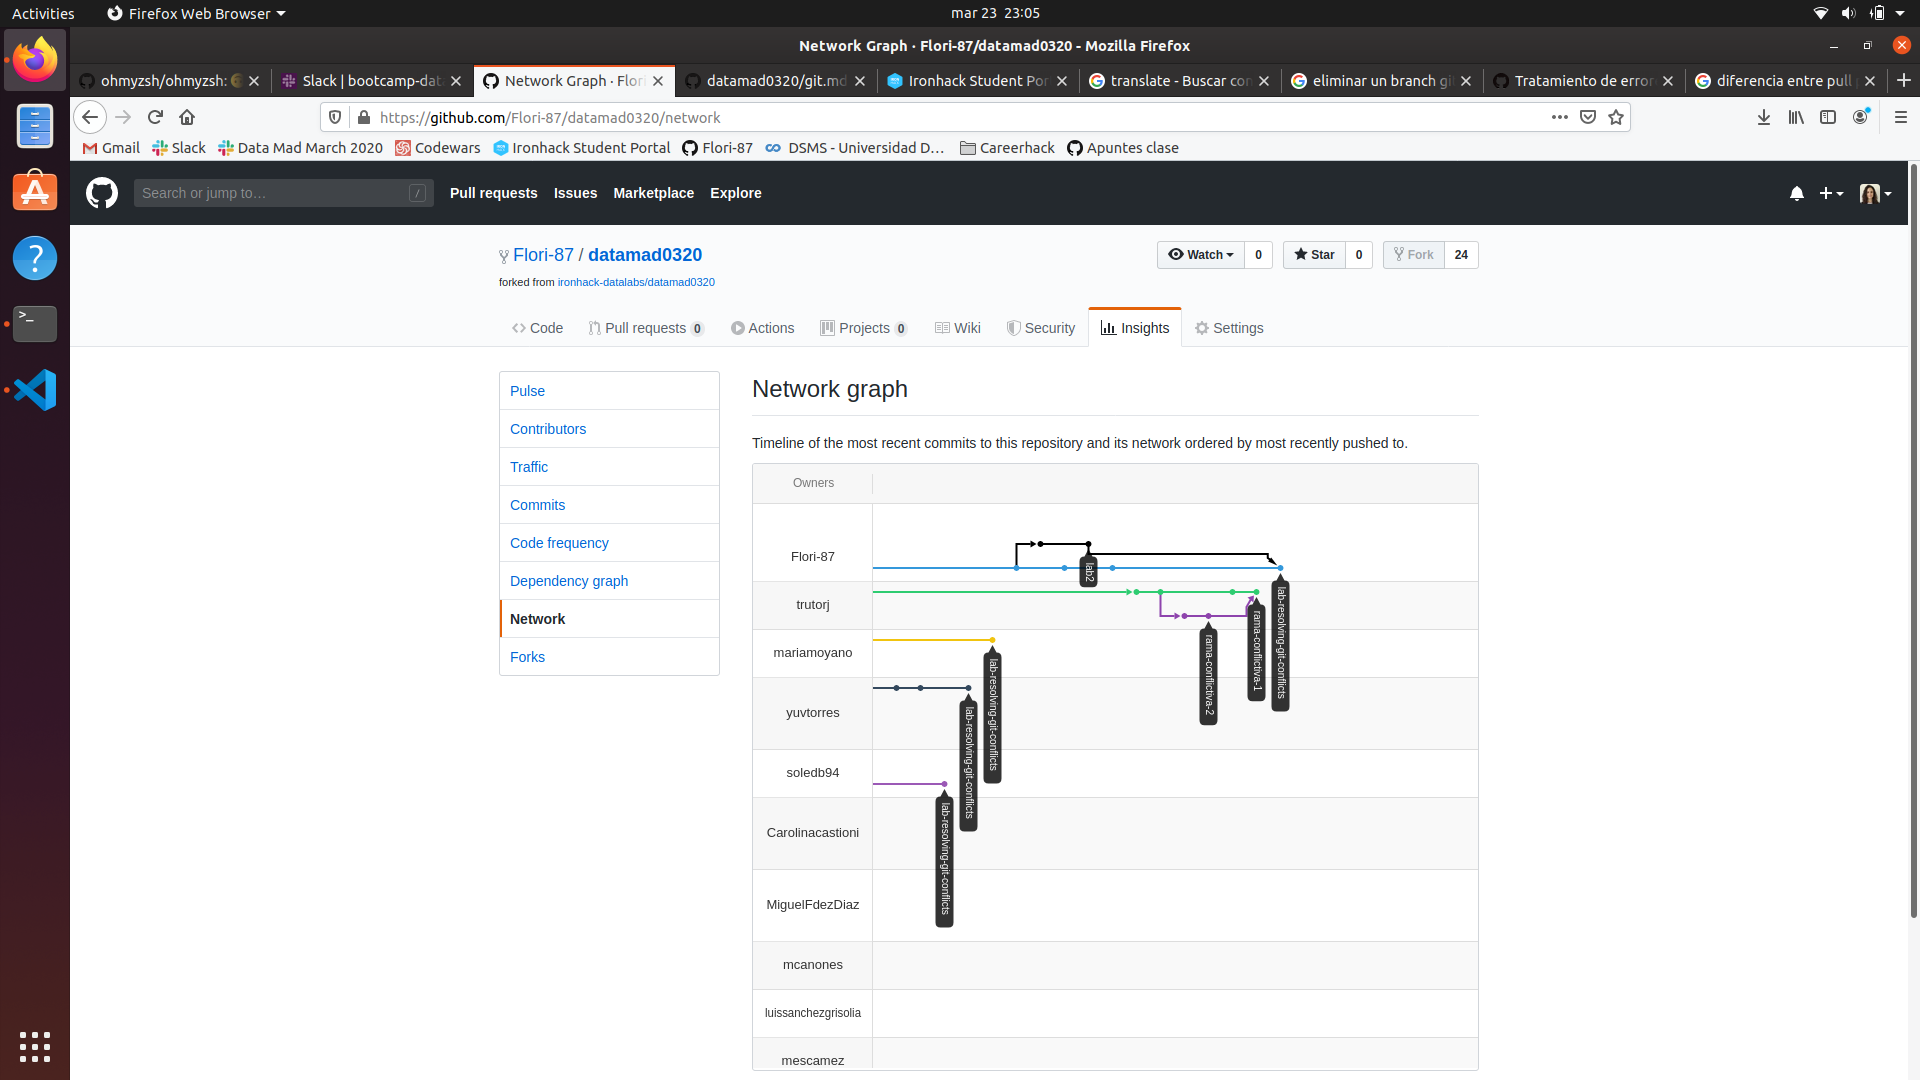 Activities
Firefox Web Browser
mar 23 23:05
Network Graph · Flori-87/datamad0320 - Mozilla Firefox
ohmyzsh/ohmyzsh:
Slack | bootcamp-dat
Network Graph · Flori
datamad0320/git.md
Ironhack Student Por
translate - Buscar con
eliminar un branch gi
Tratamiento de error
diferencia entre pull
https://github.com/Flori-87/datamad0320/network
Gmail
Slack
Data Mad March 2020
Codewars
Ironhack Student Portal
Flori-87
DSMS - Universidad D…
Careerhack
Apuntes clase
Search or jump to…
/
Pull requests
Issues
Marketplace
Explore
Flori-87 / datamad0320
forked from ironhack-datalabs/datamad0320
Watch
0
Star
0
Fork
24
Code
Pull requests 0
Actions
Projects 0
Wiki
Security
Insights
Settings
Pulse
Contributors
Traffic
Commits
Code frequency
Dependency graph
Network
Forks
Network graph
Timeline of the most recent commits to this repository and its network ordered by most recently pushed to.
Owners
Flori-87
trutorj
mariamoyano
yuvtorres
soledb94
Carolinacastioni
MiguelFdezDiaz
mcanones
luissanchezgrisolia
mescamez
lab2
lab-resolving-git-conflicts
rama-conflictiva-1
rama-conflictiva-2
lab-resolving-git-conflicts
lab-resolving-git-conflicts
lab-resolving-git-conflicts